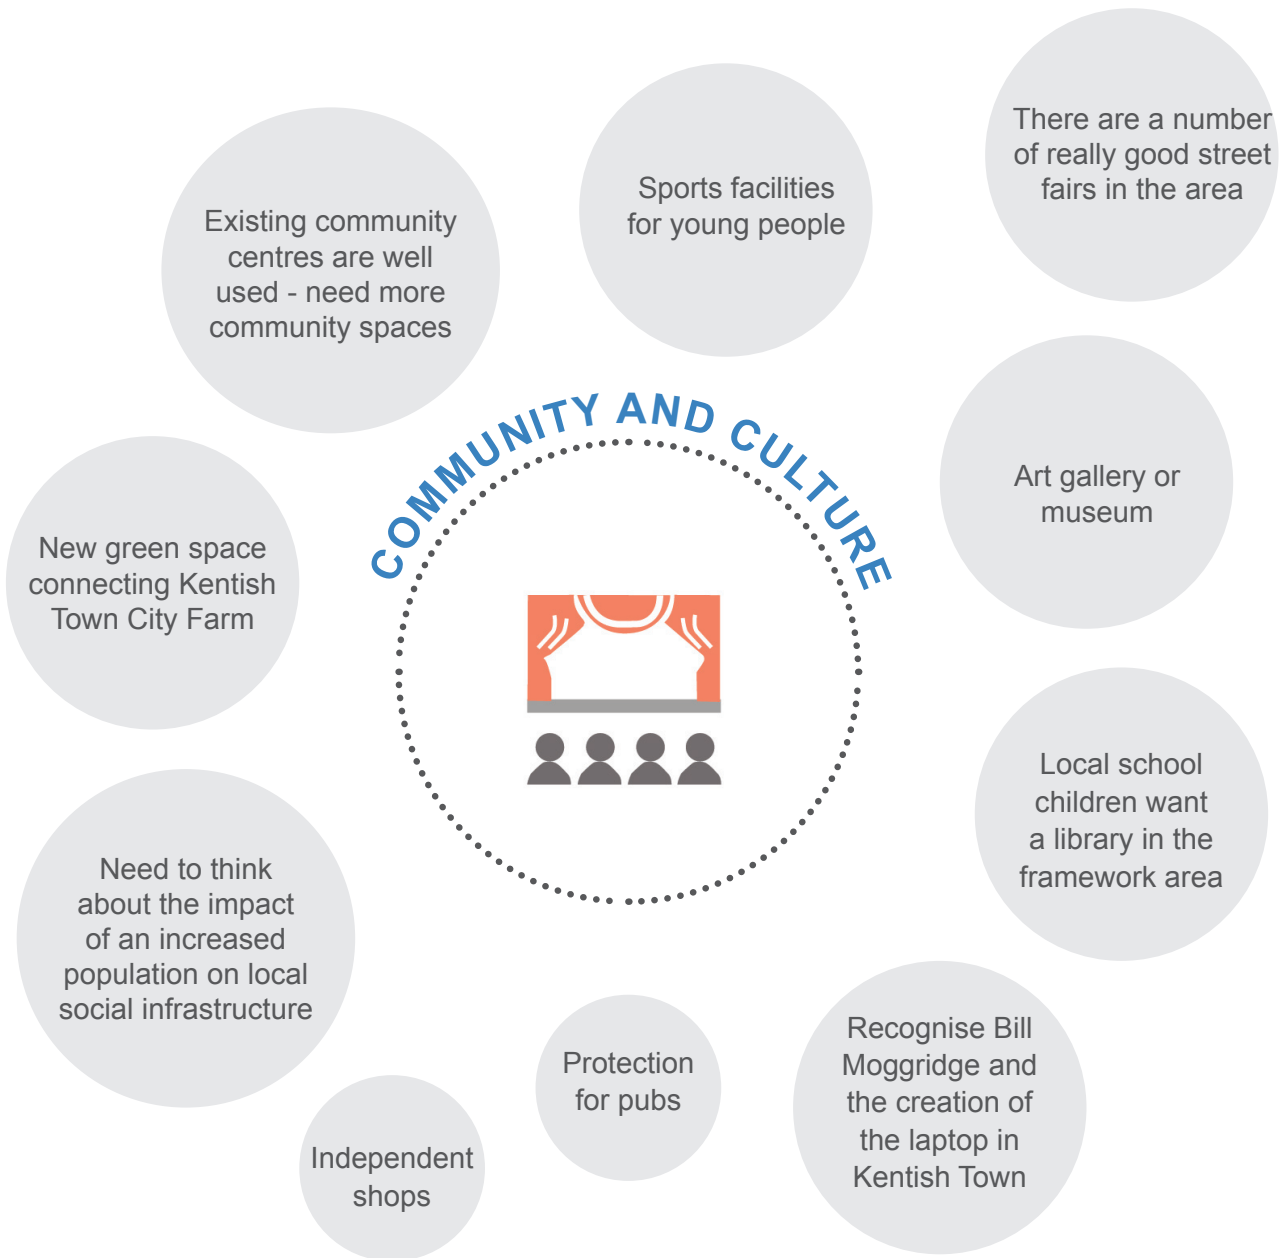 There are a number
of really good street
fairs in the area
Sports facilities
for young people
Existing community
centres are well
used - need more
community spaces
COMMUNITY AND CULTURE
Art gallery or
museum
New green space
connecting Kentish
Town City Farm
Local school
children want
a library in the
framework area
Need to think
about the impact
of an increased
population on local
social infrastructure
Recognise Bill
Moggridge and
the creation of
the laptop in
Kentish Town
Protection
for pubs
Independent
shops